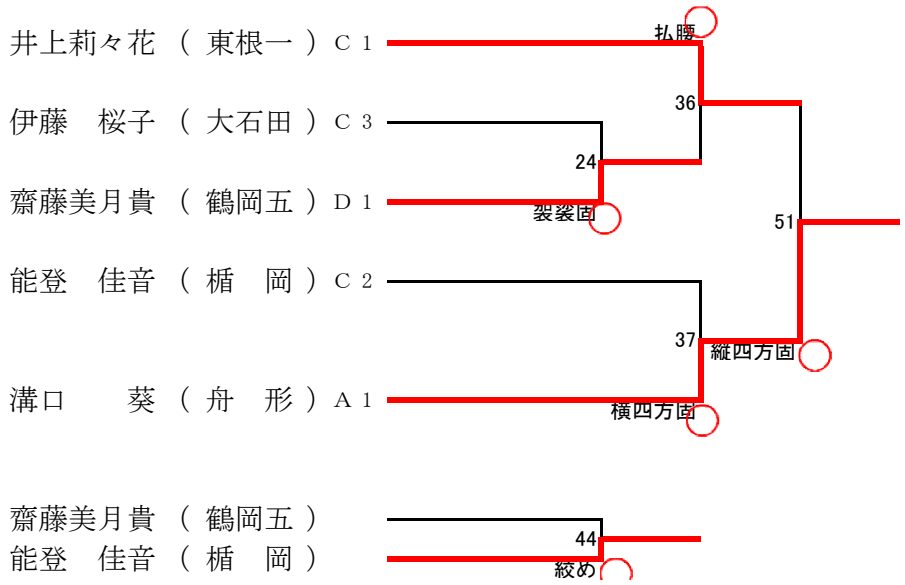 払腰
井上莉々花 ( 東根一 ) C 1
36
伊藤 桜子 ( 大石田 ) C 3
24
齋藤美月貴 ( 鶴岡五 ) D 1
袈裟固
51
能登 佳音 ( 楯 岡 ) C 2
37
縦四方固
溝口 葵 ( 舟 形 ) A 1
横四方固
齋藤美月貴 ( 鶴岡五 )
44
能登 佳音 ( 楯 岡 )
絞め